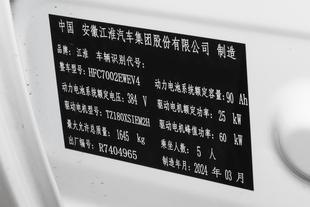 中国 安徽江淮汽车集团股份有限公司 制造
品牌: 江淮 车辆识别代号:
整车型号: HFC7002EWEV4
动力电池系统额定容量: 90 Ah
动力电池系统额定电压: 384 V
驱动电机额定功率: 25 kW
驱动电机型号: TZ180XS1EM2H
驱动电机峰值功率: 60 kW
最大允许总质量: 1645 kg
乘坐人数: 5 人
出厂编号: R7404965
制造年月: 2024 年 03 月